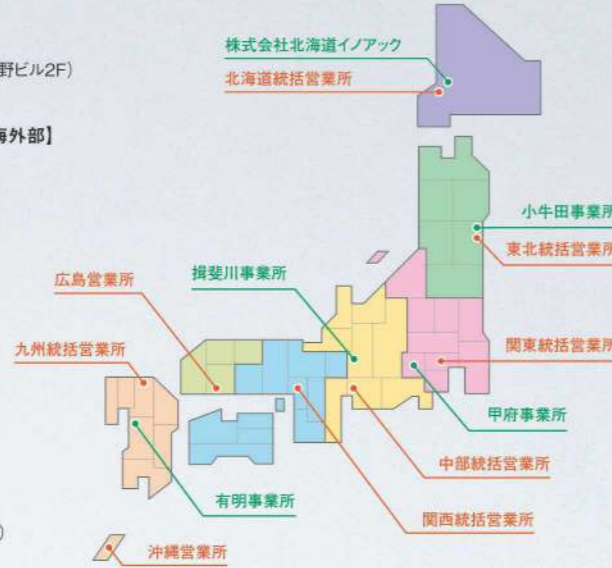 野ビル2F）
海外部】
）
株式会社北海道イノアック
北海道統括営業所
小牛田事業所
東北統括営業所
揖斐川事業所
広島営業所
九州統括営業所
関東統括営業所
甲府事業所
中部統括営業所
有明事業所
関西統括営業所
沖縄営業所